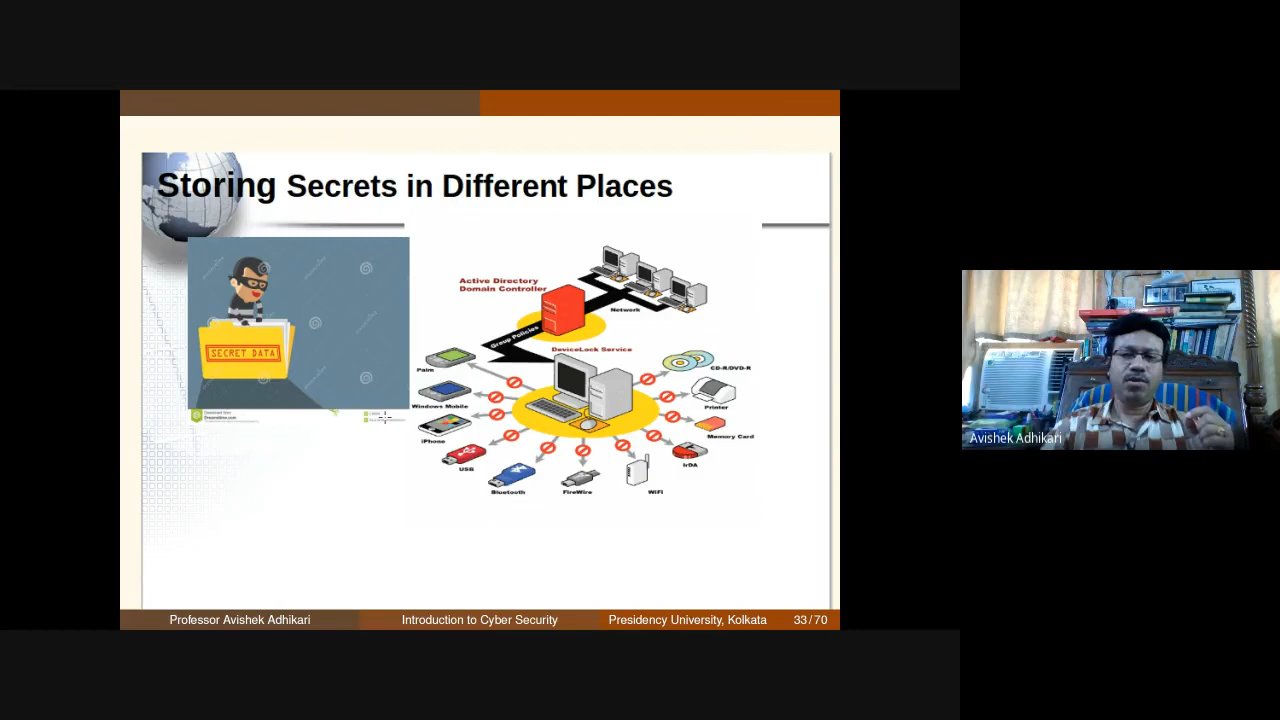 Storing Secrets in Different Places
SECRET DATA
Active Directory
Domain Controller
Network
Group Policies
DeviceLock Service
Palm
CD-R/DVD-R
Windows Mobile
Printer
iPhone
Memory Card
USB
IrDA
Bluetooth
FireWire
WiFi
Avishek Adhikari
Professor Avishek Adhikari Introduction to Cyber Security Presidency University, Kolkata 33/70